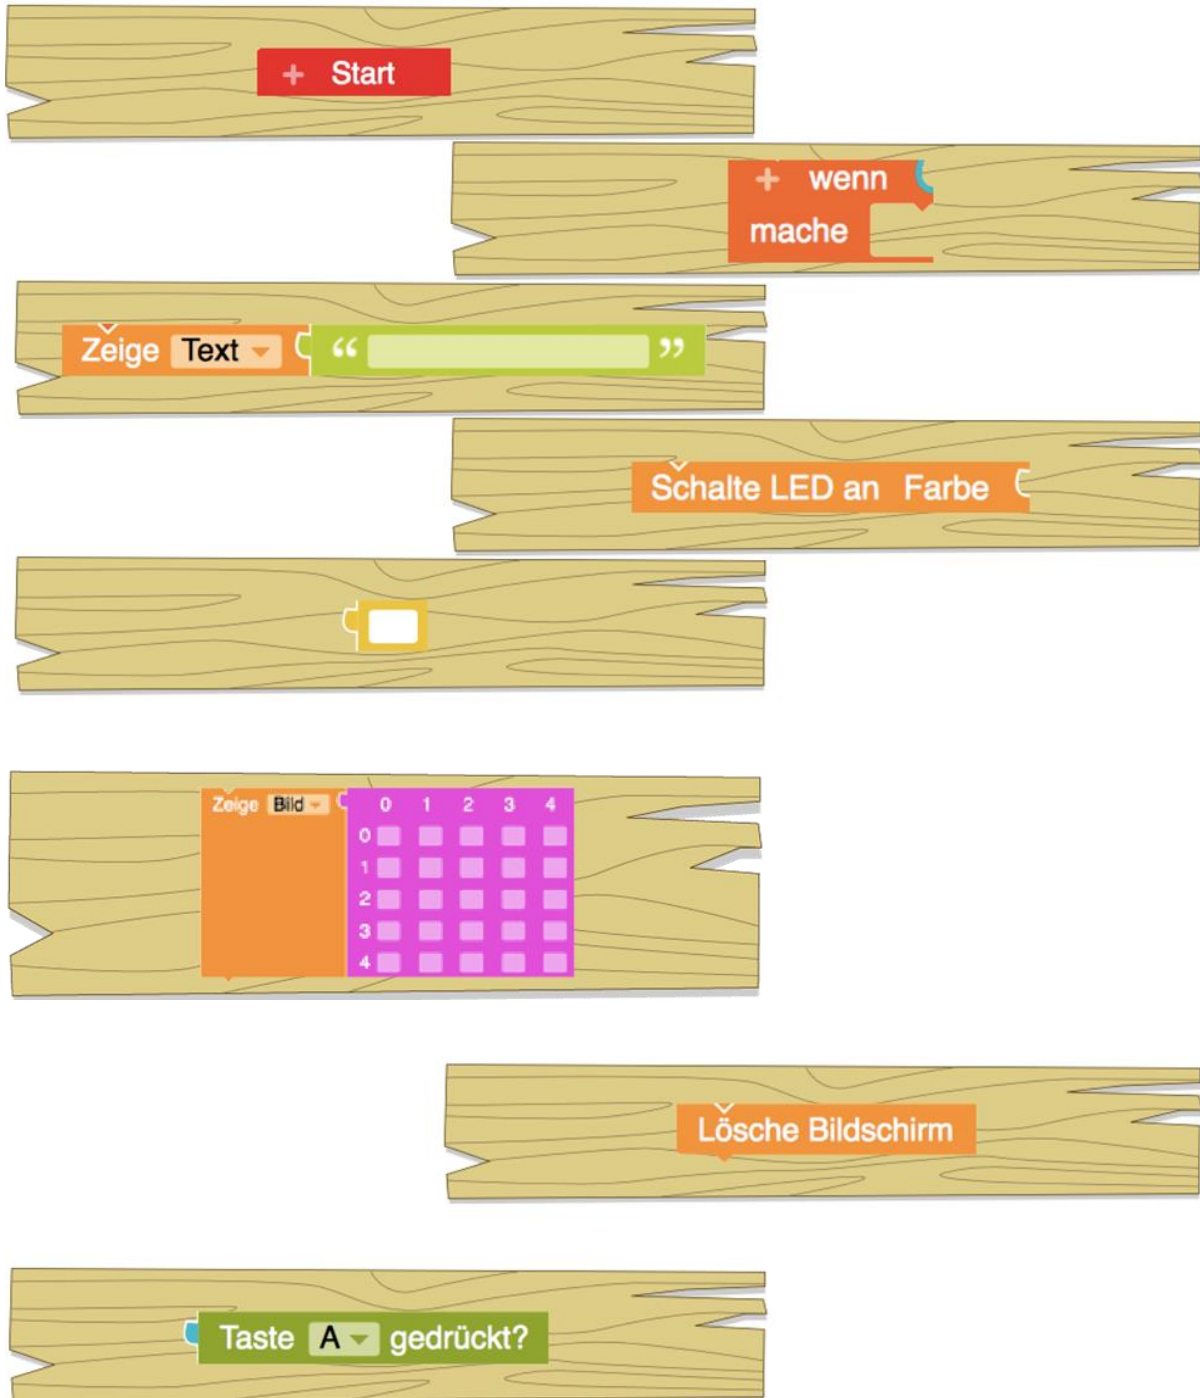 + Start
+ wenn
mache
Zeige Text “ ”
Schalte LED an Farbe
Zeige Bild 0 1 2 3 4
0
1
2
3
4
Lösche Bildschirm
Taste A gedrückt?